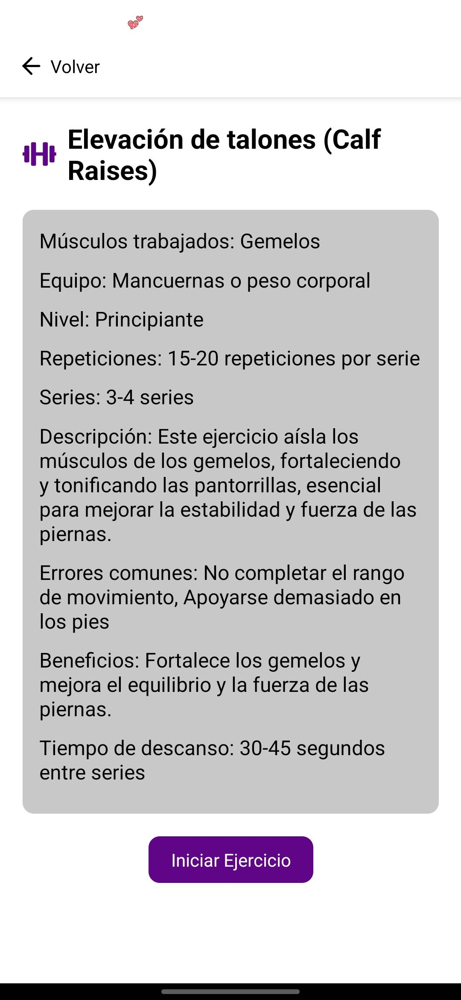 Volver
Elevación de talones (Calf
Raises)
Músculos trabajados: Gemelos
Equipo: Mancuernas o peso corporal
Nivel: Principiante
Repeticiones: 15-20 repeticiones por serie
Series: 3-4 series
Descripción: Este ejercicio aísla los
músculos de los gemelos, fortaleciendo
y tonificando las pantorrillas, esencial
para mejorar la estabilidad y fuerza de las
piernas.
Errores comunes: No completar el rango
de movimiento, Apoyarse demasiado en
los pies
Beneficios: Fortalece los gemelos y
mejora el equilibrio y la fuerza de las
piernas.
Tiempo de descanso: 30-45 segundos
entre series
Iniciar Ejercicio